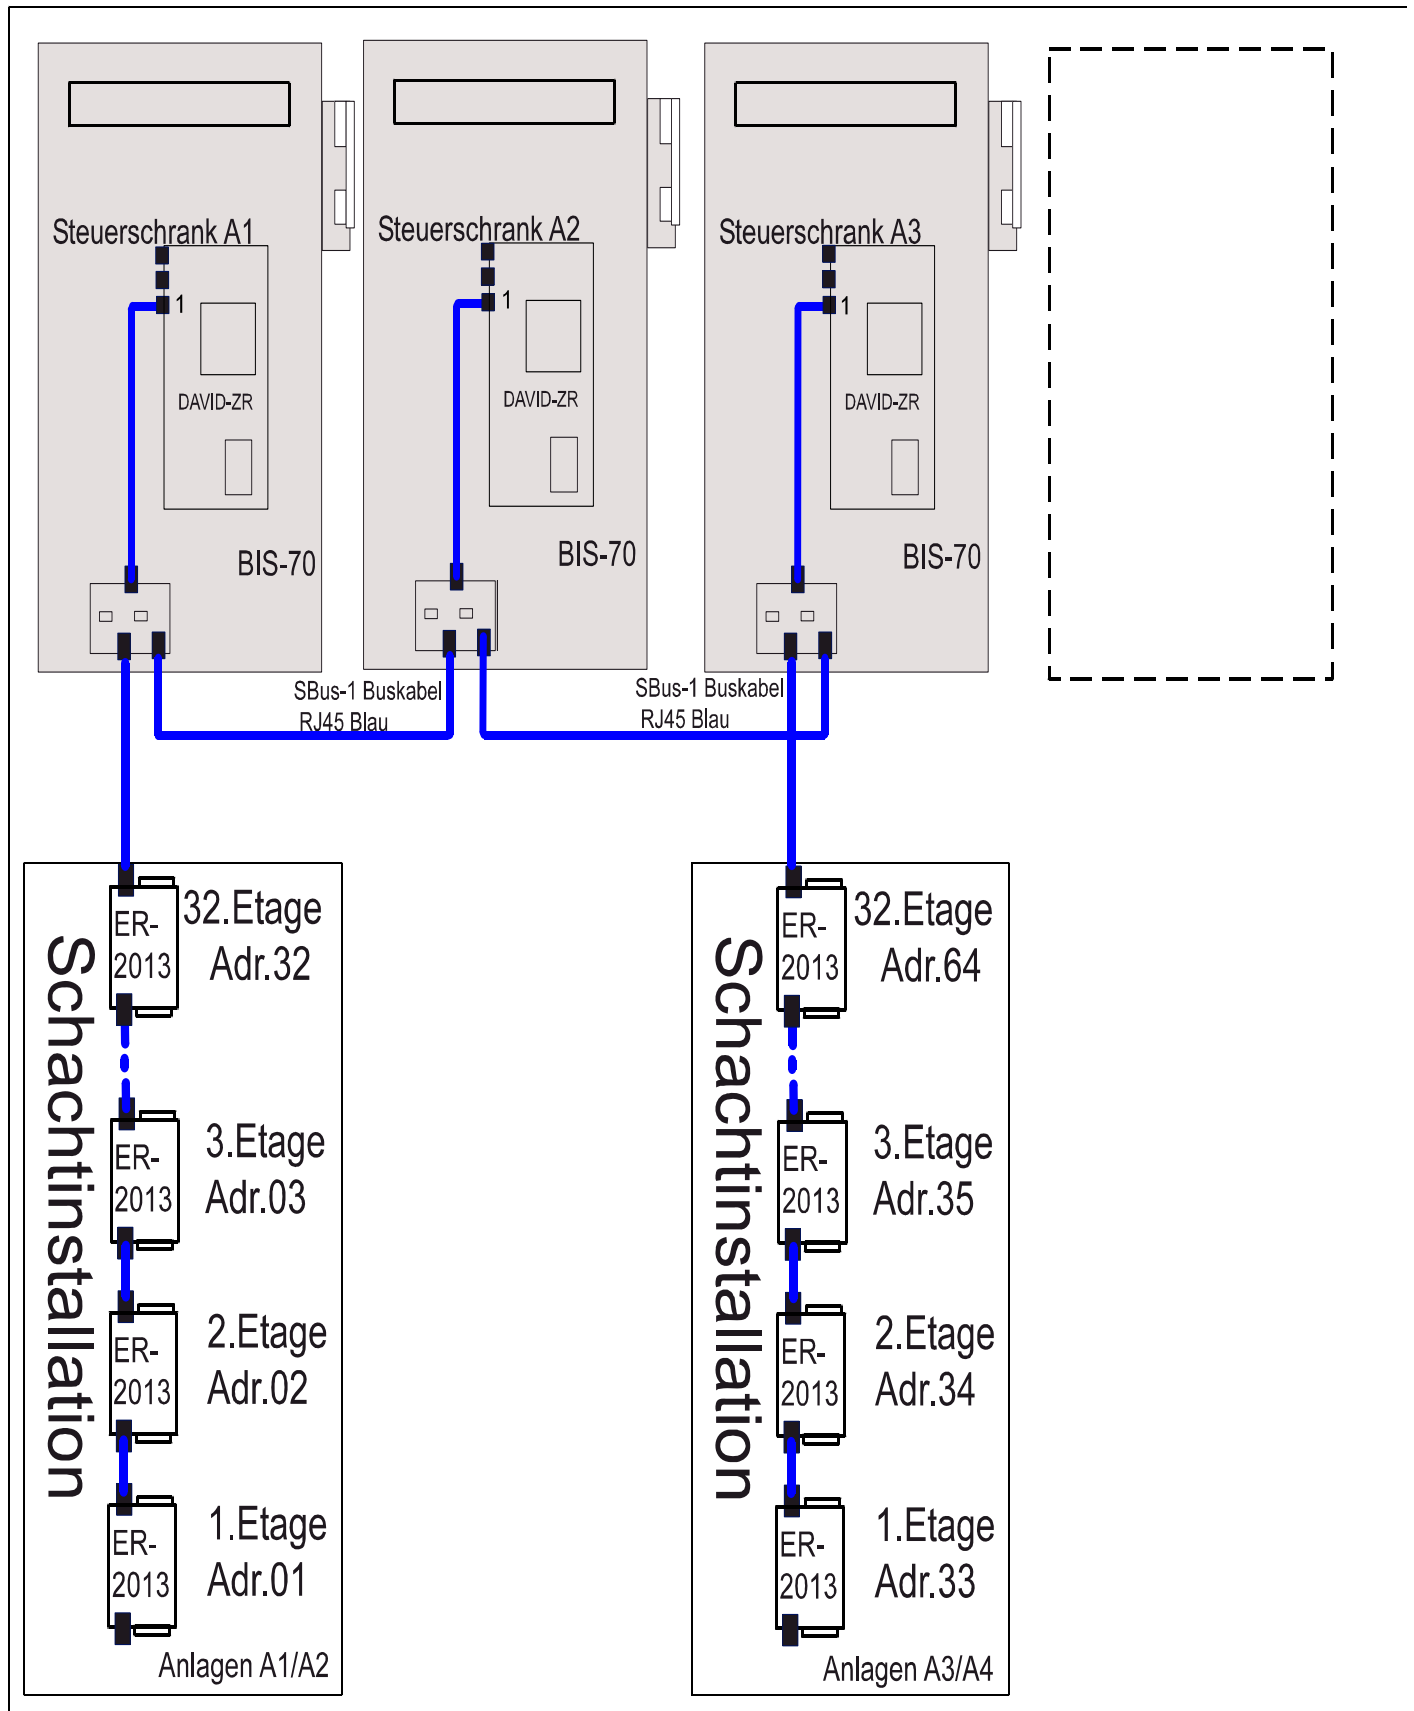 Steuerschrank A1
1
DAVID-ZR
BIS-70
Steuerschrank A2
1
DAVID-ZR
BIS-70
Steuerschrank A3
1
DAVID-ZR
BIS-70
SBus-1 Buskabel
RJ45 Blau
SBus-1 Buskabel
RJ45 Blau
Schachtinstallation
ER-
2013
32.Etage
Adr.32
ER-
2013
3.Etage
Adr.03
ER-
2013
2.Etage
Adr.02
ER-
2013
1.Etage
Adr.01
Anlagen A1/A2
Schachtinstallation
ER-
2013
32.Etage
Adr.64
ER-
2013
3.Etage
Adr.35
ER-
2013
2.Etage
Adr.34
ER-
2013
1.Etage
Adr.33
Anlagen A3/A4